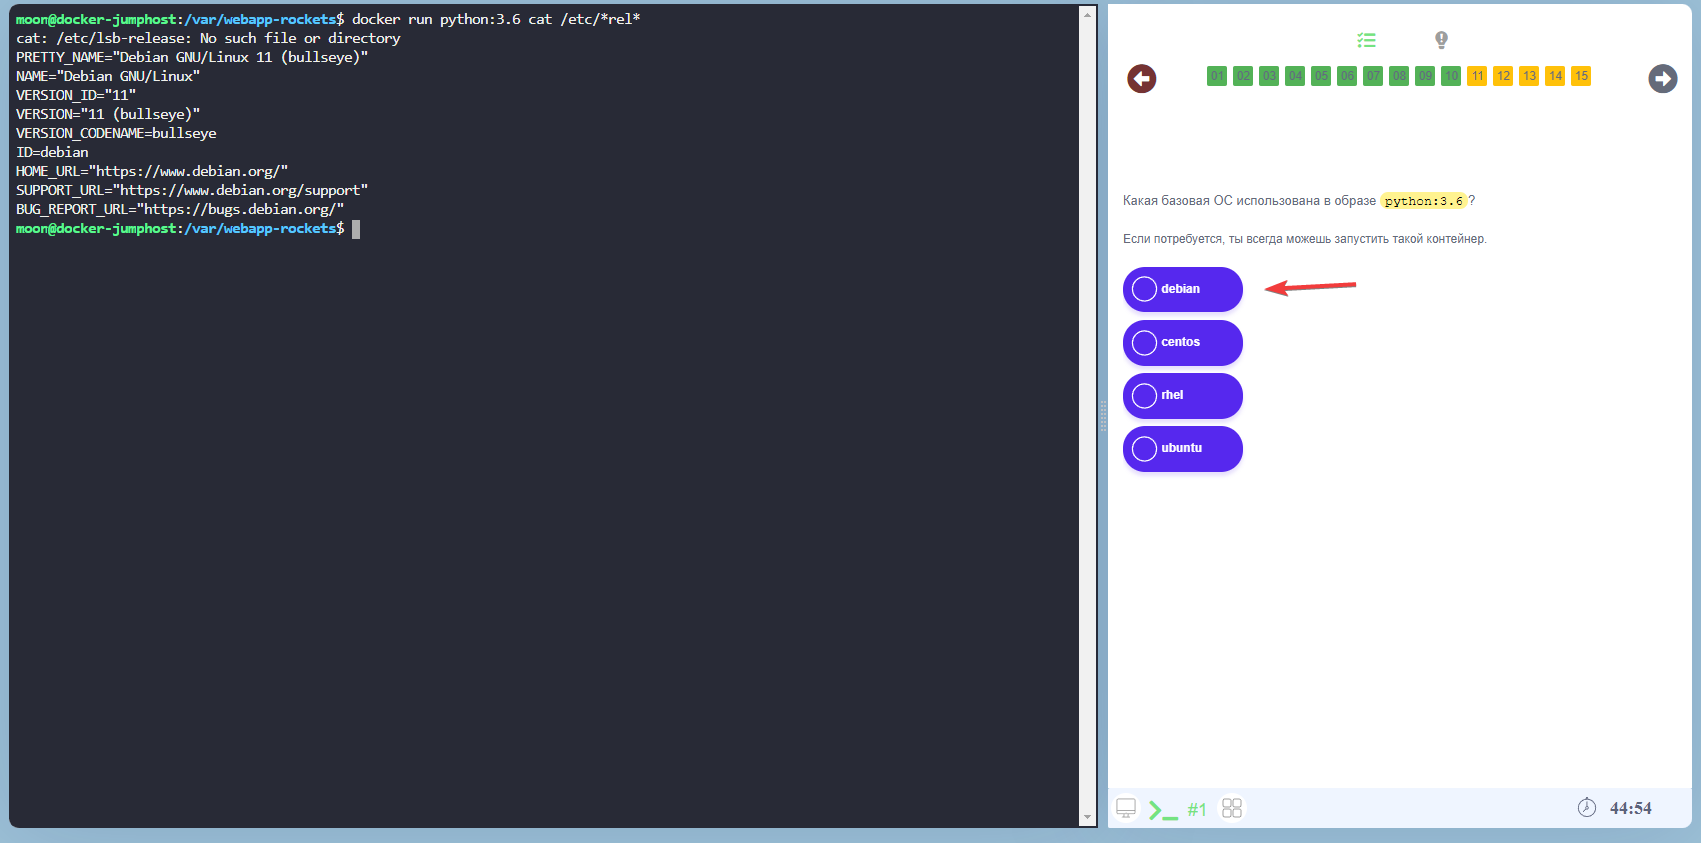 moon@docker-jumphost:/var/webapp-rockets$ docker run python:3.6 cat /etc/*rel*
cat: /etc/lsb-release: No such file or directory
PRETTY_NAME="Debian GNU/Linux 11 (bullseye)"
NAME="Debian GNU/Linux"
VERSION_ID="11"
VERSION="11 (bullseye)"
VERSION_CODENAME=bullseye
ID=debian
HOME_URL="https://www.debian.org/"
SUPPORT_URL="https://www.debian.org/support"
BUG_REPORT_URL="https://bugs.debian.org/"
moon@docker-jumphost:/var/webapp-rockets$
01 02 03 04 05 06 07 08 09 10 11 12 13 14 15
Какая базовая ОС использована в образе python:3.6?
Если потребуется, ты всегда можешь запустить такой контейнер.
debian
centos
rhel
ubuntu
#1
44:54